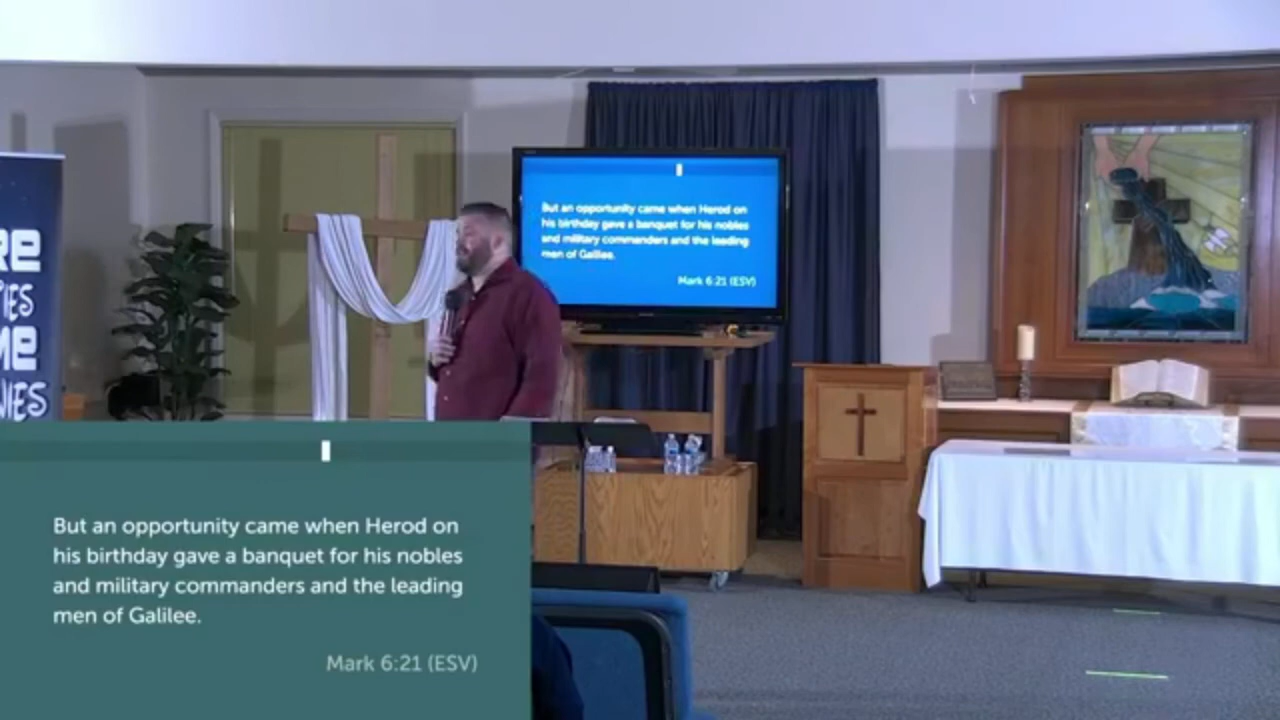 But an opportunity came when Herod on
his birthday gave a banquet for his nobles
and military commanders and the leading
men of Galilee.
Mark 6:21 (ESV)
But an opportunity came when Herod on
his birthday gave a banquet for his nobles
and military commanders and the leading
men of Galilee.
Mark 6:21 (ESV)